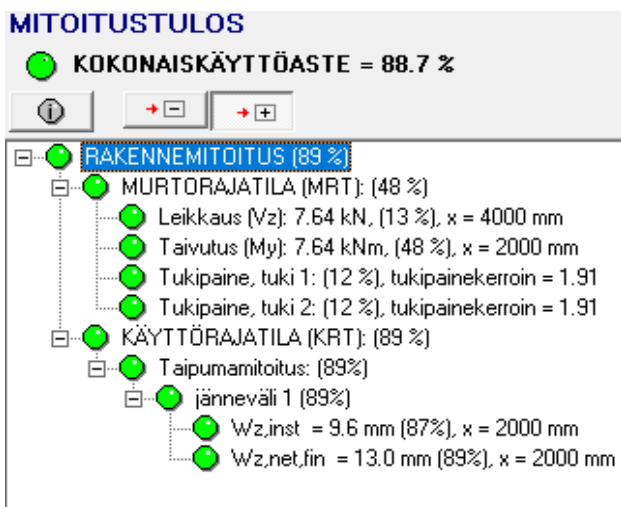 MITOITUSTULOS
KOKONAISKÄYTTÖASTE = 88.7 %
RAKENNEMITOITUS (89 %)
MURTORAJATILA (MRT): (48 %)
Leikkaus (Vz): 7.64 kN, (13 %), x = 4000 mm
Taivutus (My): 7.64 kNm, (48 %), x = 2000 mm
Tukipaine, tuki 1: (12 %), tukipainekerroin = 1.91
Tukipaine, tuki 2: (12 %), tukipainekerroin = 1.91
KÄYTTÖRAJATILA (KRT): (89 %)
Taipumamitoitus: (89%)
jänneväli 1 (89%)
Wz,inst = 9.6 mm (87%), x = 2000 mm
Wz,net,fin = 13.0 mm (89%), x = 2000 mm